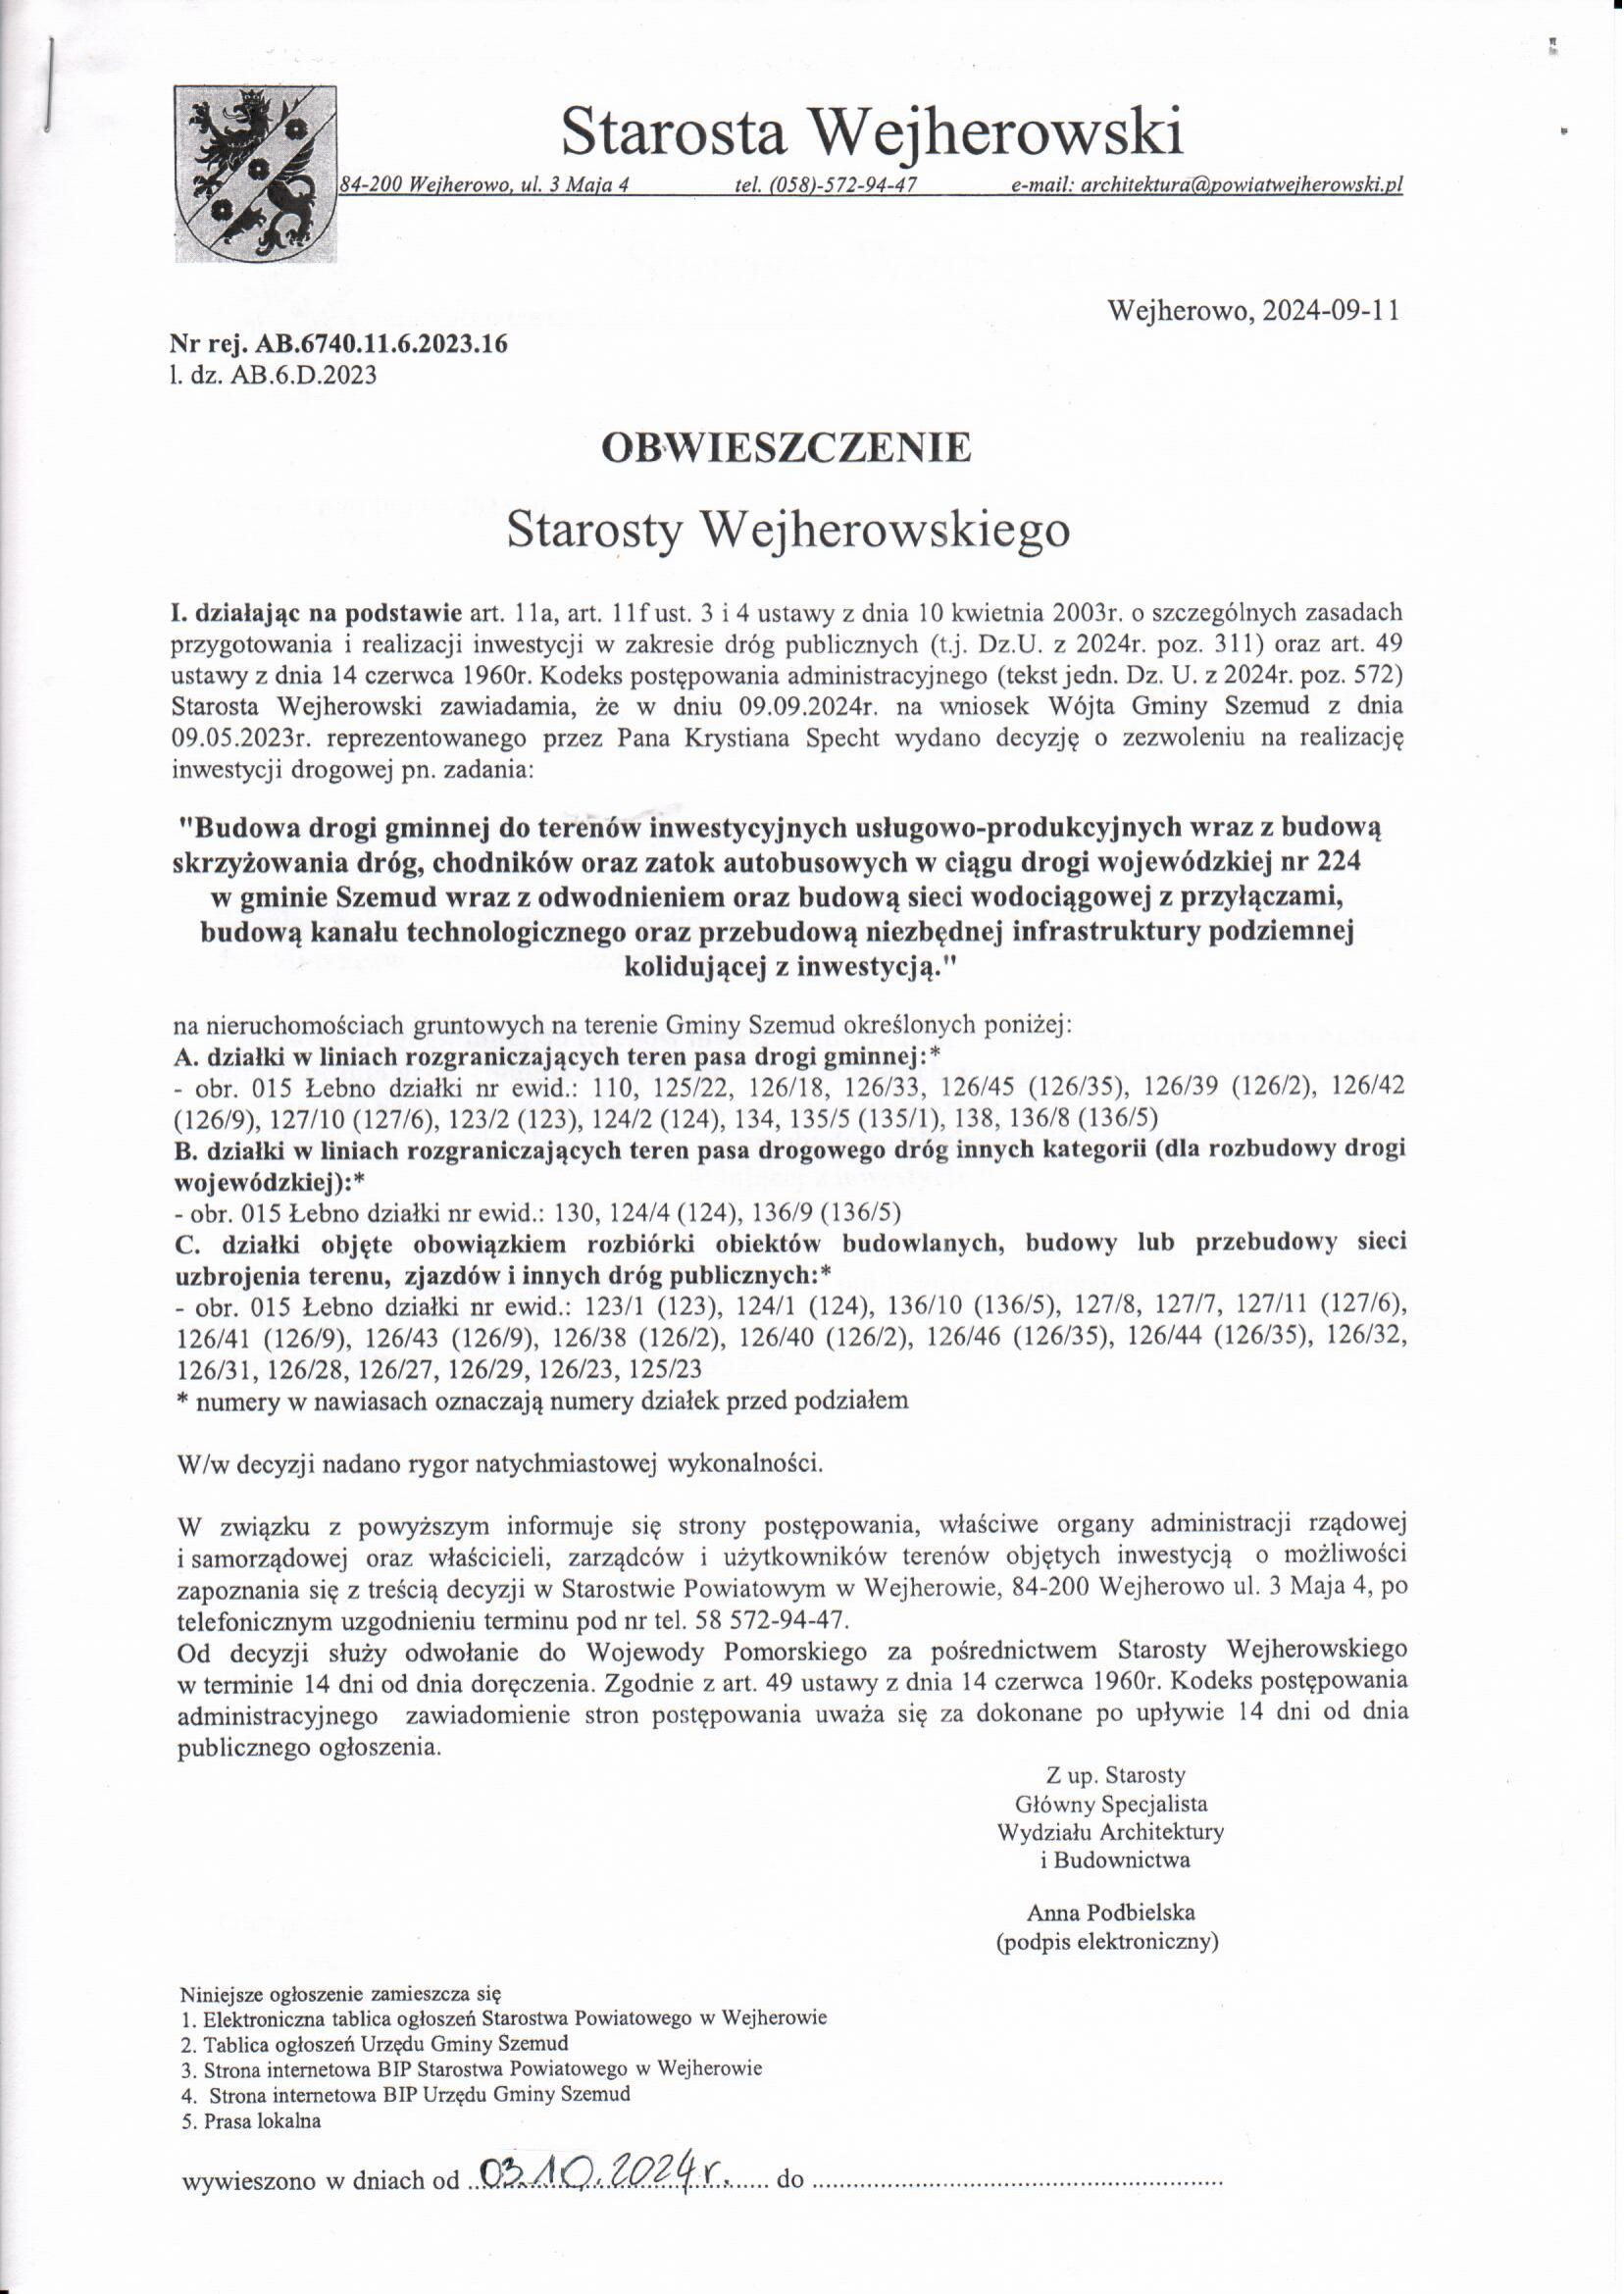 Starosta Wejherowski
84-200 Wejherowo, ul. 3 Maja 4 tel. (058)-572-94-47 e-mail: architektura@powiatwejherowski.pl
Wejherowo, 2024-09-11
Nr rej. AB.6740.11.6.2023.16
l. dz. AB.6.D.2023
OBWIESZCZENIE
Starosty Wejherowskiego
I. działając na podstawie art. 11a, art. 11f ust. 3 i 4 ustawy z dnia 10 kwietnia 2003r. o szczególnych zasadach
przygotowania i realizacji inwestycji w zakresie dróg publicznych (t.j. Dz.U. z 2024r. poz. 311) oraz art. 49
ustawy z dnia 14 czerwca 1960r. Kodeks postępowania administracyjnego (tekst jedn. Dz. U. z 2024r. poz. 572)
Starosta Wejherowski zawiadamia, że w dniu 09.09.2024r. na wniosek Wójta Gminy Szemud z dnia
09.05.2023r. reprezentowanego przez Pana Krystiana Specht wydano decyzję o zezwoleniu na realizację
inwestycji drogowej pn. zadania:
"Budowa drogi gminnej do terenów inwestycyjnych usługowo-produkcyjnych wraz z budową
skrzyżowania dróg, chodników oraz zatok autobusowych w ciągu drogi wojewódzkiej nr 224
w gminie Szemud wraz z odwodnieniem oraz budową sieci wodociągowej z przyłączami,
budową kanału technologicznego oraz przebudową niezbędnej infrastruktury podziemnej
kolidującej z inwestycją."
na nieruchomościach gruntowych na terenie Gminy Szemud określonych poniżej:
A. działki w liniach rozgraniczających teren pasa drogi gminnej:*
- obr. 015 Łebno działki nr ewid.: 110, 125/22, 126/18, 126/33, 126/45 (126/35), 126/39 (126/2), 126/42
(126/9), 127/10 (127/6), 123/2 (123), 124/2 (124), 134, 135/5 (135/1), 138, 136/8 (136/5)
B. działki w liniach rozgraniczających teren pasa drogowego dróg innych kategorii (dla rozbudowy drogi
wojewódzkiej):*
- obr. 015 Łebno działki nr ewid.: 130, 124/4 (124), 136/9 (136/5)
C. działki objęte obowiązkiem rozbiórki obiektów budowlanych, budowy lub przebudowy sieci
uzbrojenia terenu, zjazdów i innych dróg publicznych:*
- obr. 015 Łebno działki nr ewid.: 123/1 (123), 124/1 (124), 136/10 (136/5), 127/8, 127/7, 127/11 (127/6),
126/41 (126/9), 126/43 (126/9), 126/38 (126/2), 126/40 (126/2), 126/46 (126/35), 126/44 (126/35), 126/32,
126/31, 126/28, 126/27, 126/29, 126/23, 125/23
* numery w nawiasach oznaczają numery działek przed podziałem
W/w decyzji nadano rygor natychmiastowej wykonalności.
W związku z powyższym informuje się strony postępowania, właściwe organy administracji rządowej
i samorządowej oraz właścicieli, zarządców i użytkowników terenów objętych inwestycją o możliwości
zapoznania się z treścią decyzji w Starostwie Powiatowym w Wejherowie, 84-200 Wejherowo ul. 3 Maja 4, po
telefonicznym uzgodnieniu terminu pod nr tel. 58 572-94-47.
Od decyzji służy odwołanie do Wojewody Pomorskiego za pośrednictwem Starosty Wejherowskiego
w terminie 14 dni od dnia doręczenia. Zgodnie z art. 49 ustawy z dnia 14 czerwca 1960r. Kodeks postępowania
administracyjnego zawiadomienie stron postępowania uważa się za dokonane po upływie 14 dni od dnia
publicznego ogłoszenia.
Z up. Starosty
Główny Specjalista
Wydziału Architektury
i Budownictwa
Anna Podbielska
(podpis elektroniczny)
Niniejsze ogłoszenie zamieszcza się
1. Elektroniczna tablica ogłoszeń Starostwa Powiatowego w Wejherowie
2. Tablica ogłoszeń Urzędu Gminy Szemud
3. Strona internetowa BIP Starostwa Powiatowego w Wejherowie
4. Strona internetowa BIP Urzędu Gminy Szemud
5. Prasa lokalna
wywieszono w dniach od ..03.10.2024r....... do ..............................................................